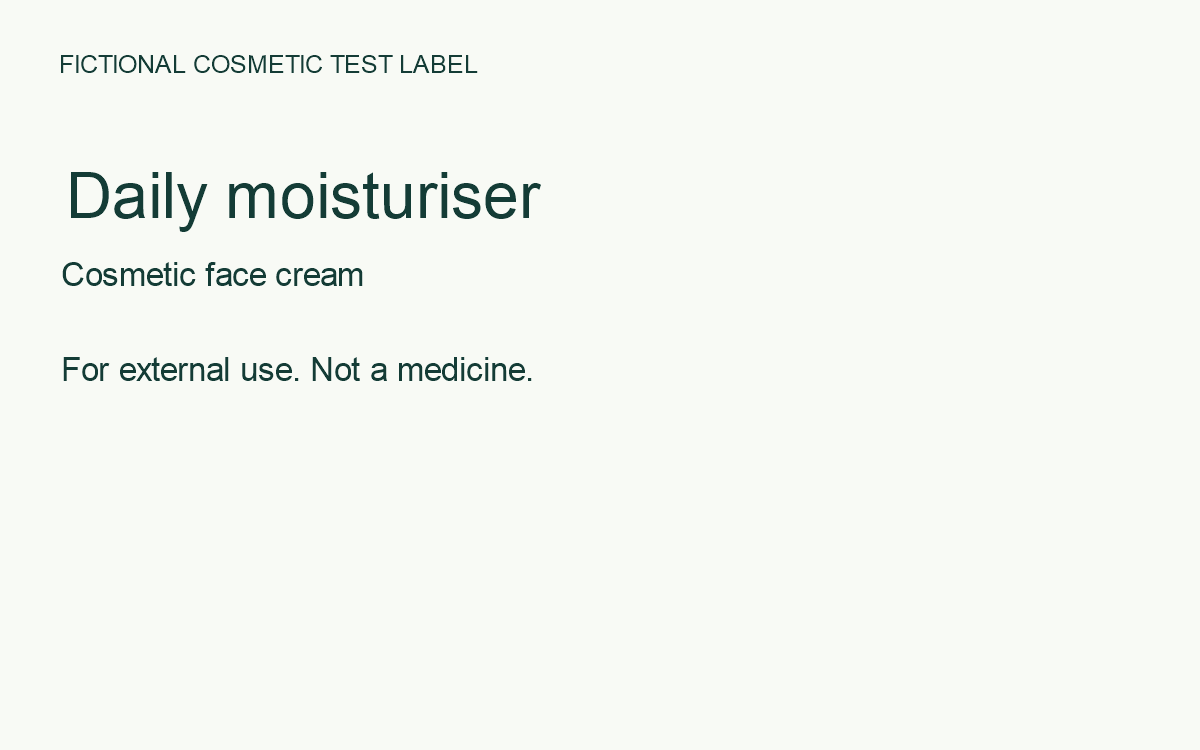 FICTIONAL COSMETIC TEST LABEL
Daily moisturiser
Cosmetic face cream
For external use. Not a medicine.